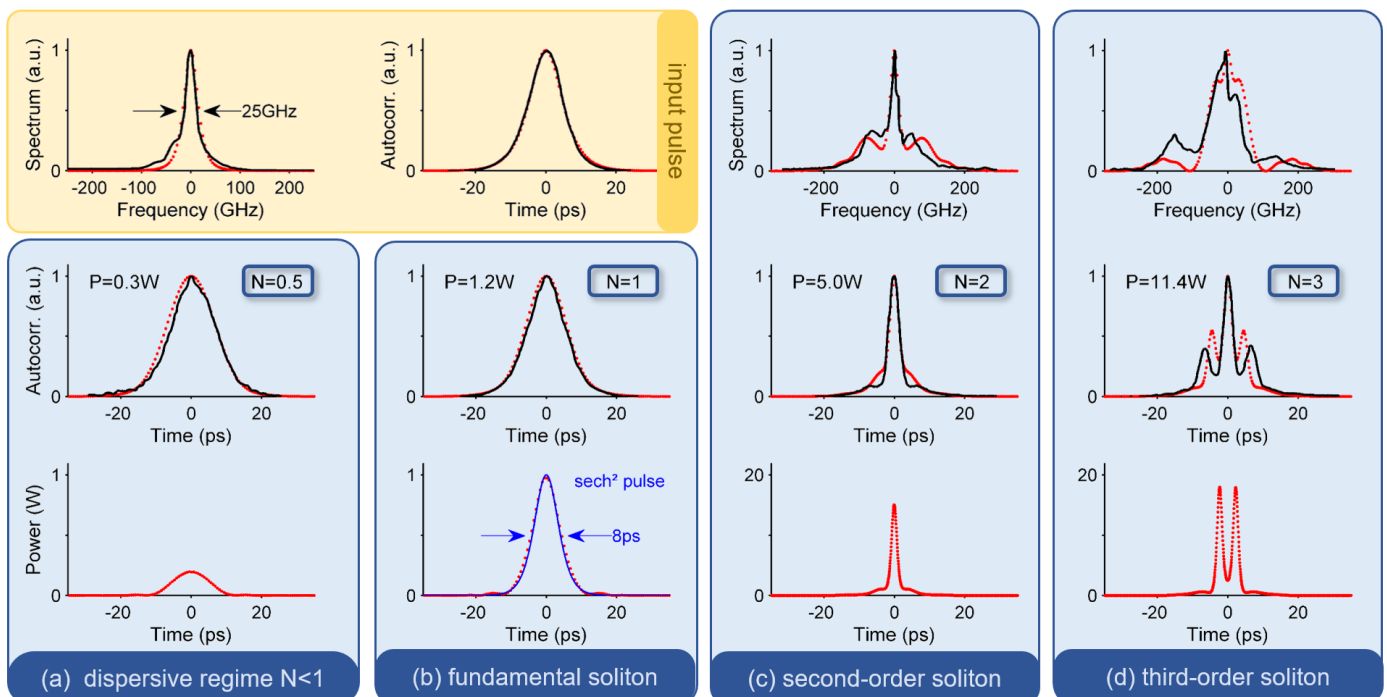 Spectrum (a.u.)
1
0
25GHz
-200 -100 0 100 200
Frequency (GHz)
Autocorr. (a.u.)
1
0
-20 0 20
Time (ps)
input pulse
Spectrum (a.u.)
1
0
-200 0 200
Frequency (GHz)
1
0
-200 0 200
Frequency (GHz)
Autocorr. (a.u.)
1
0
P=0.3W
N=0.5
-20 0 20
Time (ps)
1
0
P=1.2W
N=1
-20 0 20
Time (ps)
1
0
P=5.0W
N=2
-20 0 20
Time (ps)
1
0
P=11.4W
N=3
-20 0 20
Time (ps)
Power (W)
1
0
-20 0 20
Time (ps)
1
0
sech² pulse
8ps
-20 0 20
Time (ps)
20
10
0
-20 0 20
Time (ps)
20
10
0
-20 0 20
Time (ps)
(a) dispersive regime N<1
(b) fundamental soliton
(c) second-order soliton
(d) third-order soliton